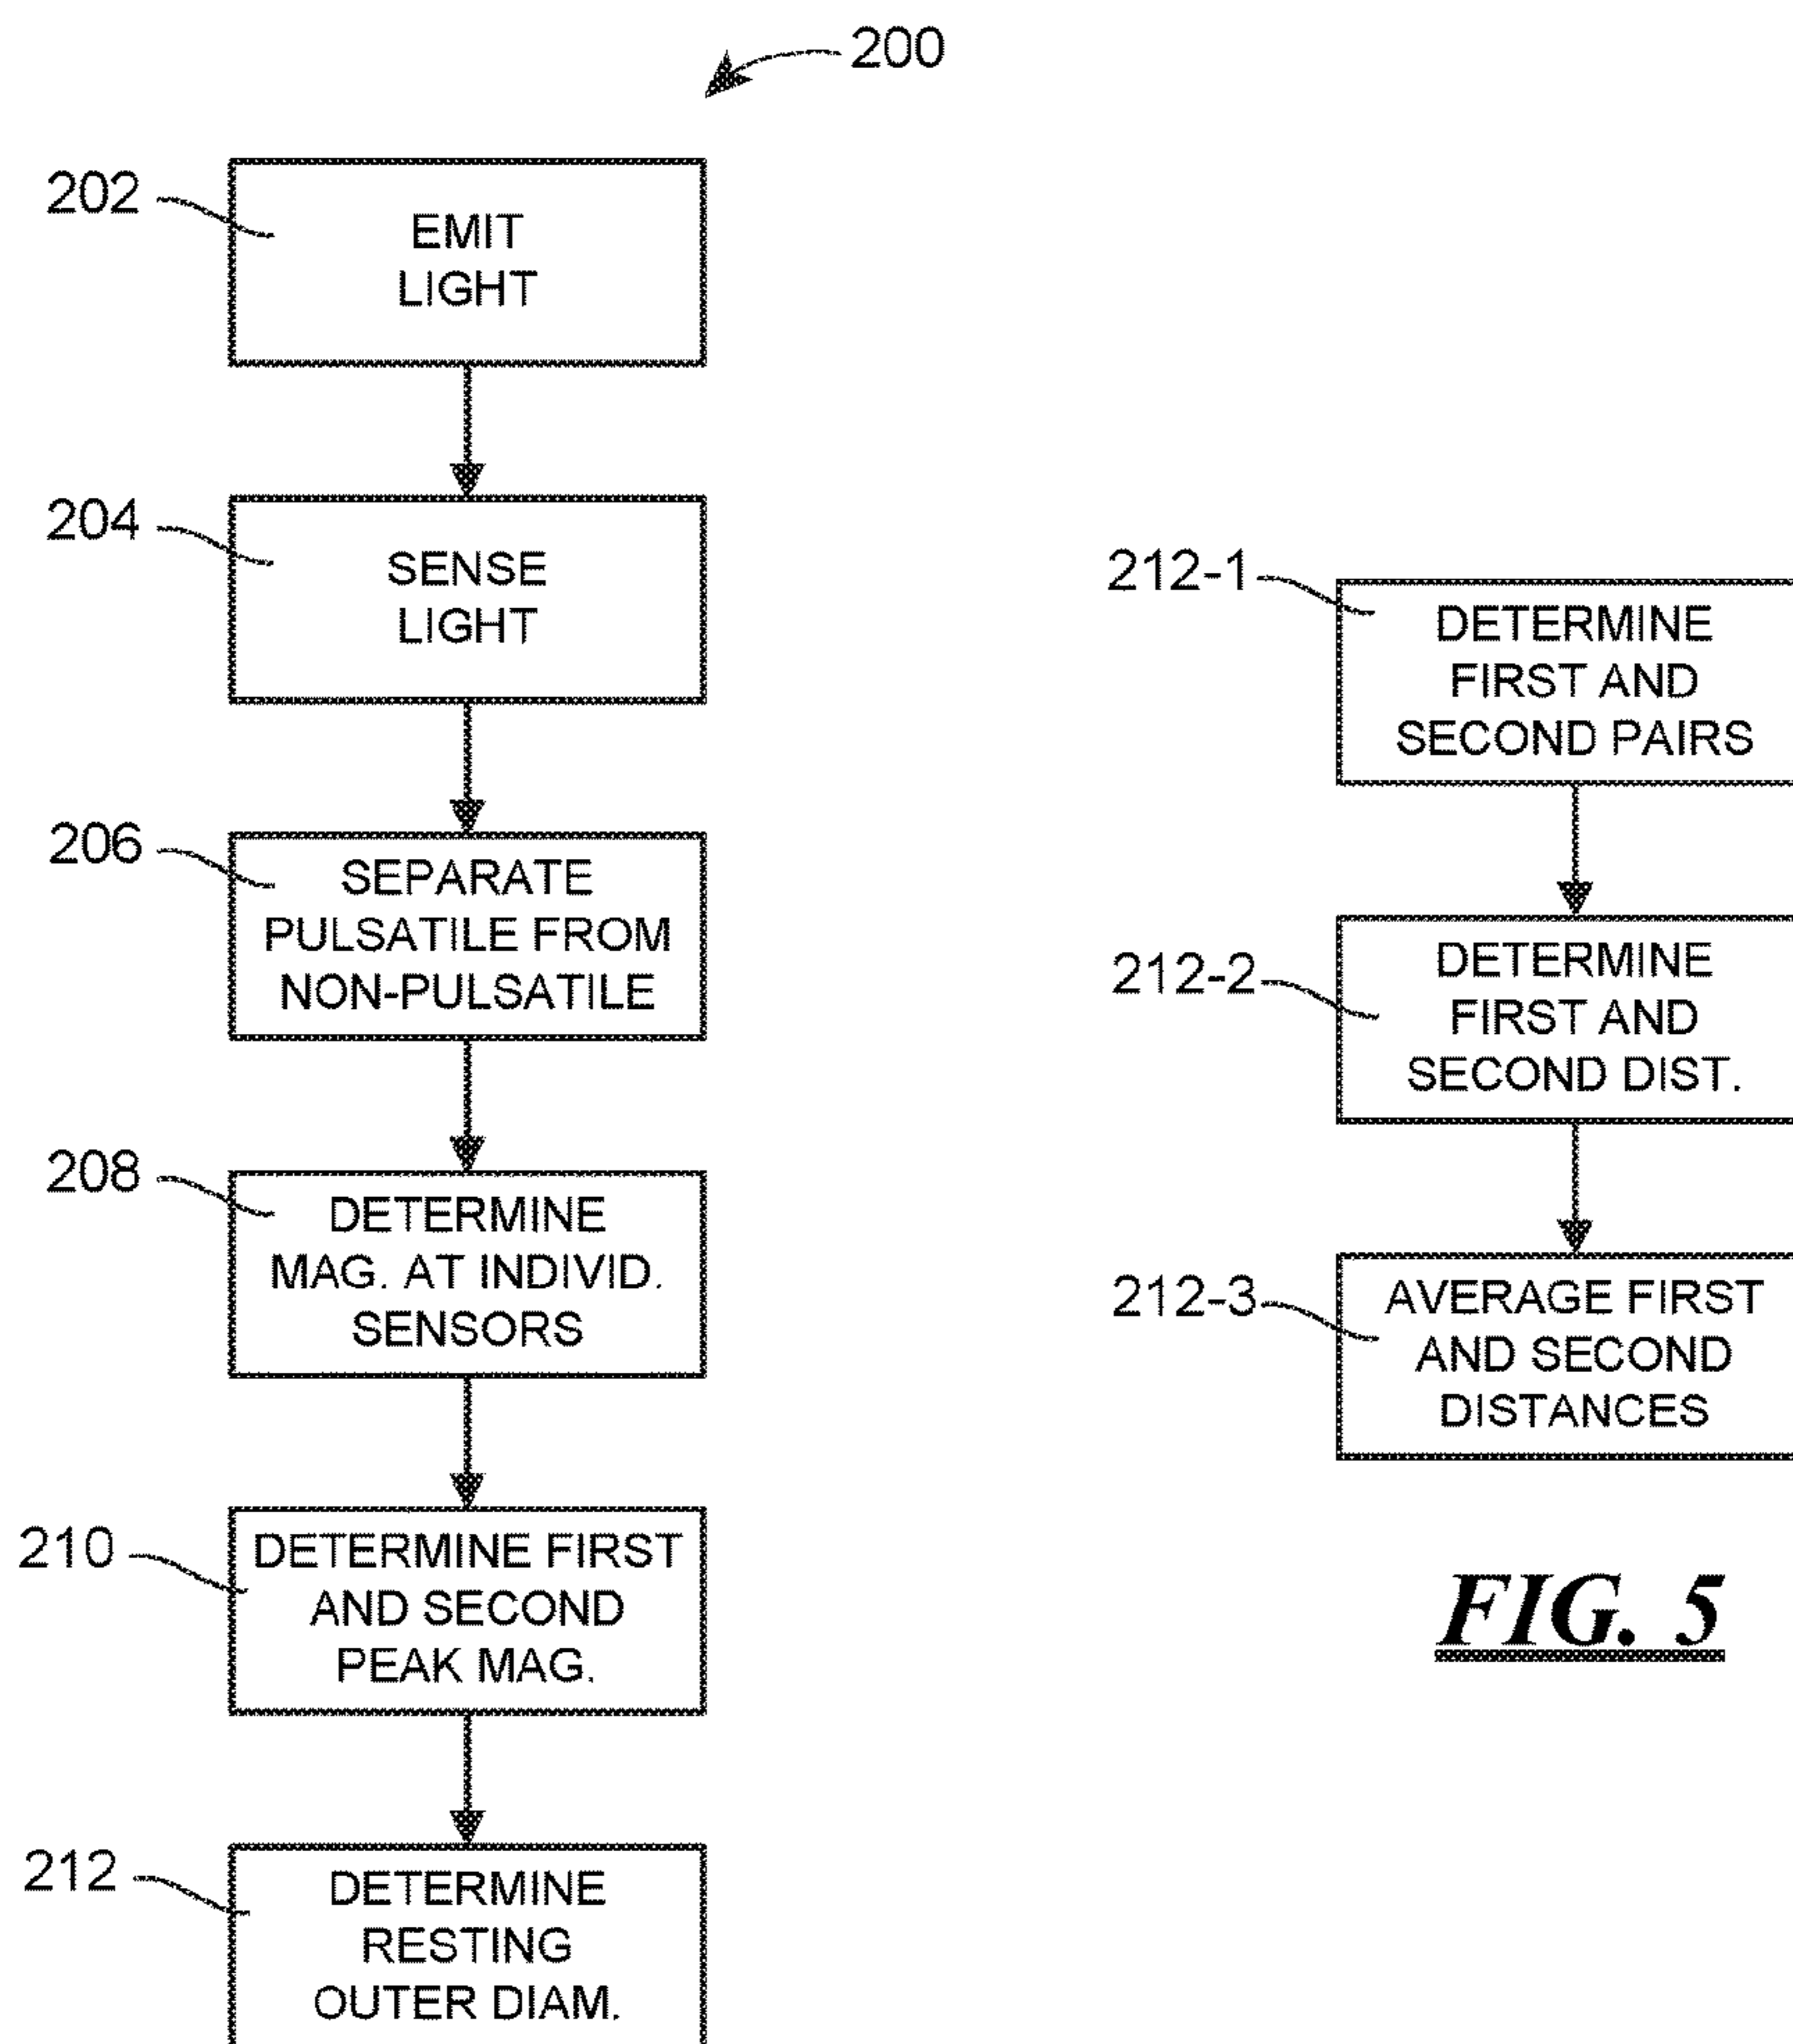 200
202
EMIT
LIGHT
204
SENSE
LIGHT
206
SEPARATE
PULSATILE FROM
NON-PULSATILE
208
DETERMINE
MAG. AT INDIVID.
SENSORS
210
DETERMINE FIRST
AND SECOND
PEAK MAG.
212
DETERMINE
RESTING
OUTER DIAM.
212-1
DETERMINE
FIRST AND
SECOND PAIRS
212-2
DETERMINE
FIRST AND
SECOND DIST.
212-3
AVERAGE FIRST
AND SECOND
DISTANCES
FIG. 5